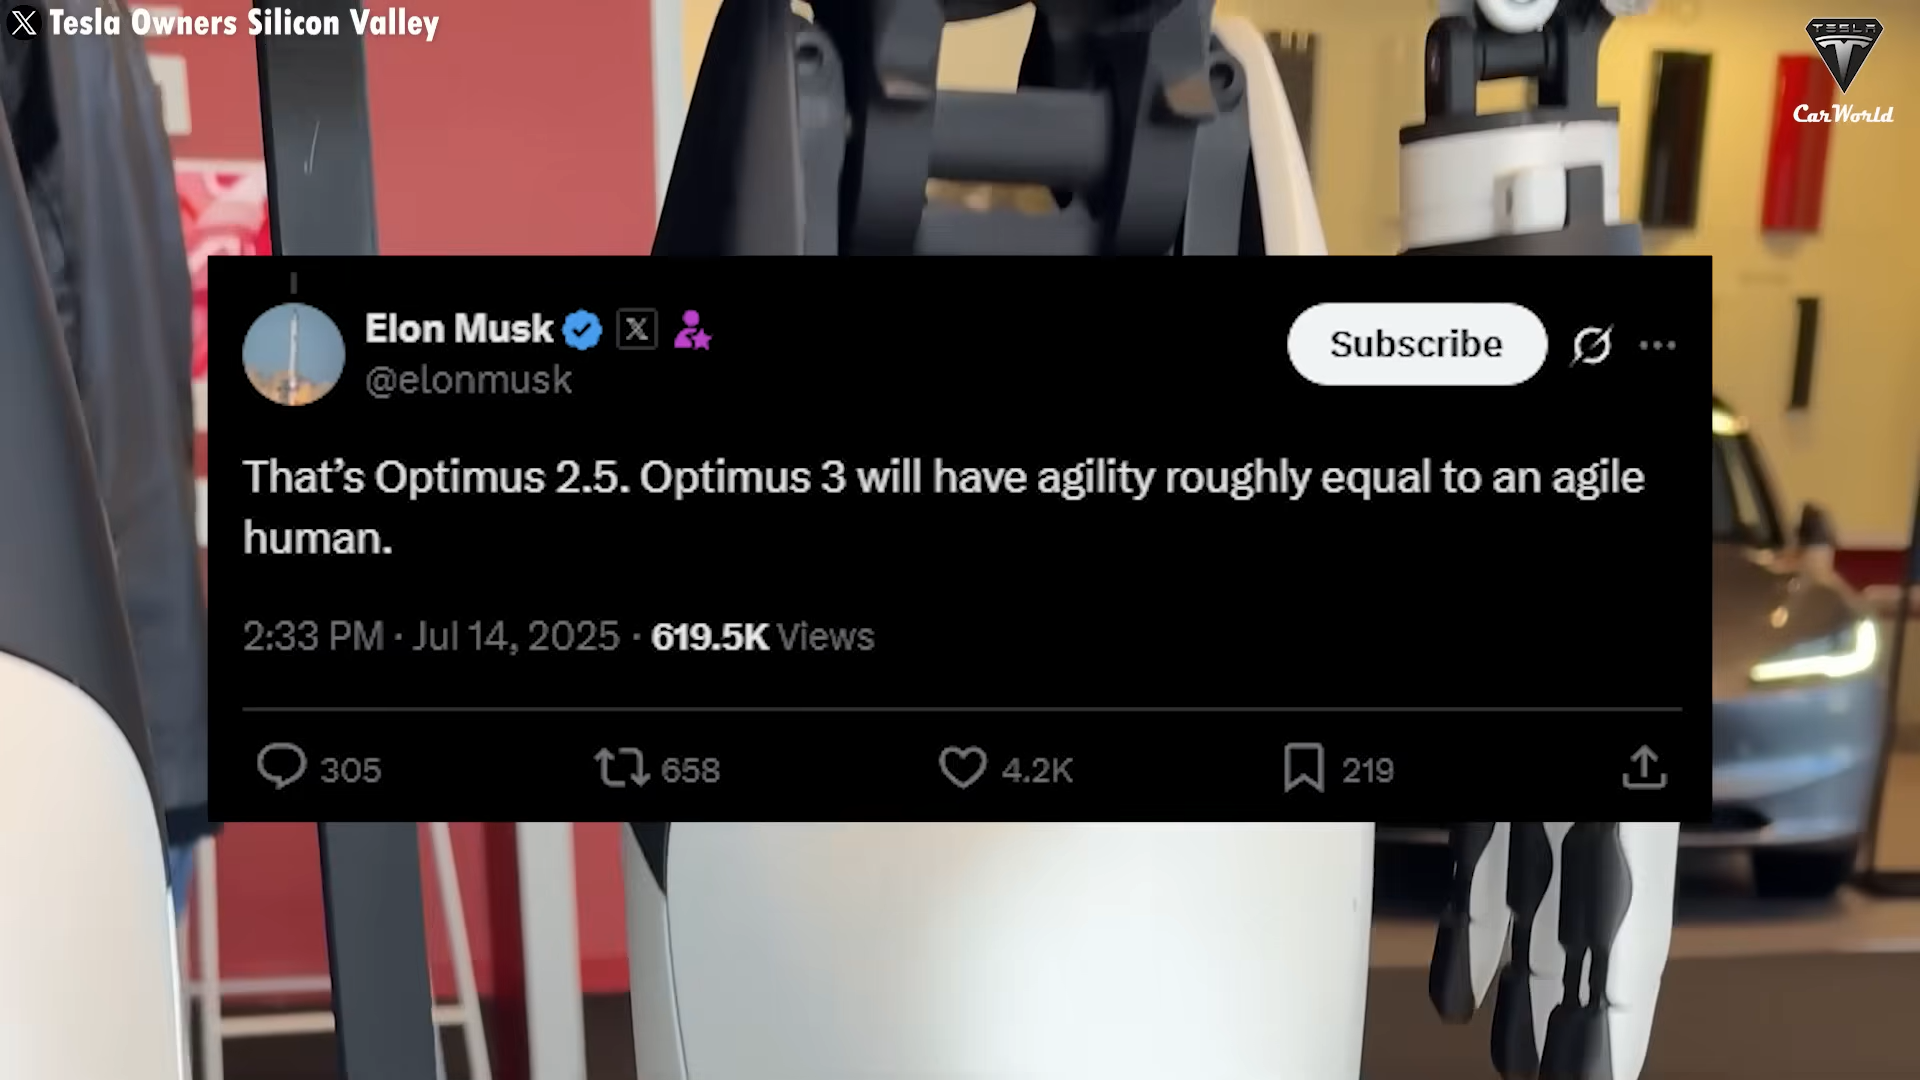 Tesla Owners Silicon Valley
TESLA
CarWorld
Elon Musk
@elonmusk
Subscribe
That’s Optimus 2.5. Optimus 3 will have agility roughly equal to an agile
human.
2:33 PM · Jul 14, 2025 · 619.5K Views
305
658
4.2K
219